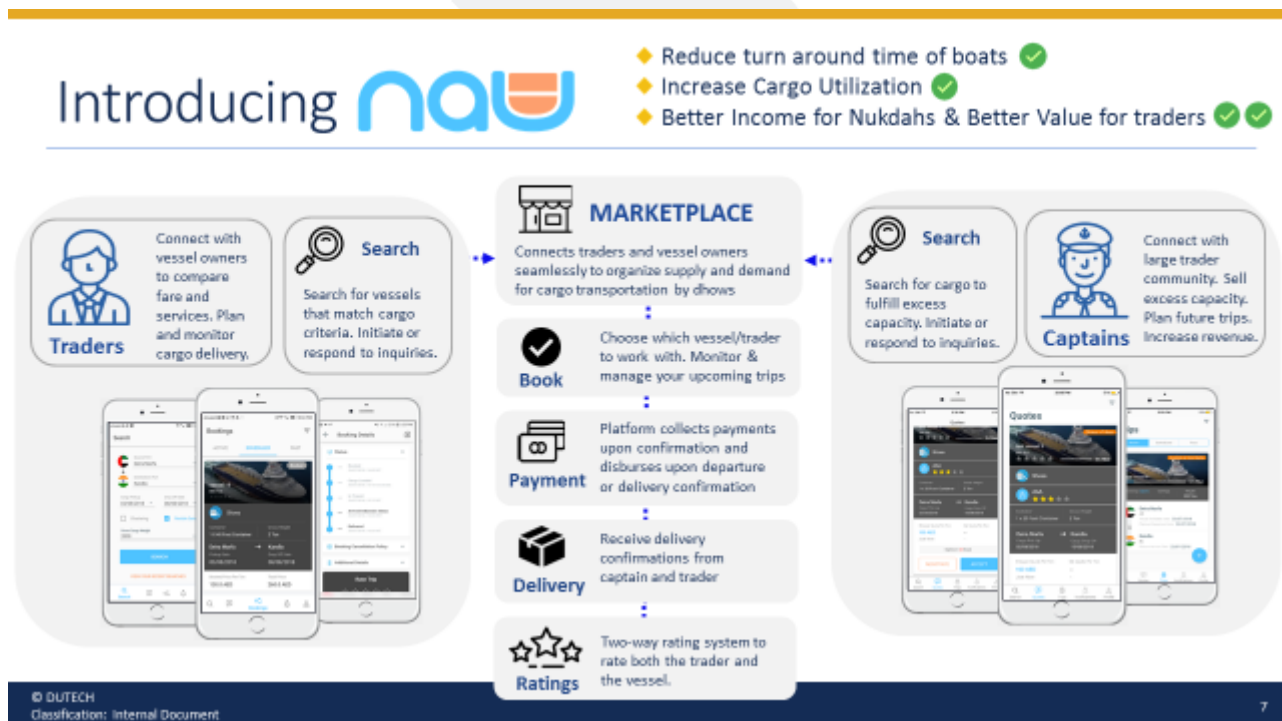 Introducing nau
Reduce turn around time of boats
Increase Cargo Utilization
Better Income for Nukdahs & Better Value for traders
Traders
Connect with
vessel owners
to compare
fare and
services. Plan
and monitor
cargo delivery.
Search
Search for vessels
that match cargo
criteria. Initiate or
respond to inquiries.
MARKETPLACE
Connects traders and vessel owners
seamlessly to organize supply and demand
for cargo transportation by dhows
Book
Choose which vessel/trader
to work with. Monitor &
manage your upcoming trips
Payment
Platform collects payments
upon confirmation and
disburses upon departure
or delivery confirmation
Delivery
Receive delivery
confirmations from
captain and trader
Ratings
Two-way rating system to
rate both the trader and
the vessel.
Search
Search for cargo to
fulfill excess
capacity. Initiate or
respond to inquiries.
Captains
Connect with
large trader
community. Sell
excess capacity.
Plan future trips.
Increase revenue.
Search
Bookings
Booking Details
Quotes
Quotes
© DUTECH
Classification: Internal Document
7